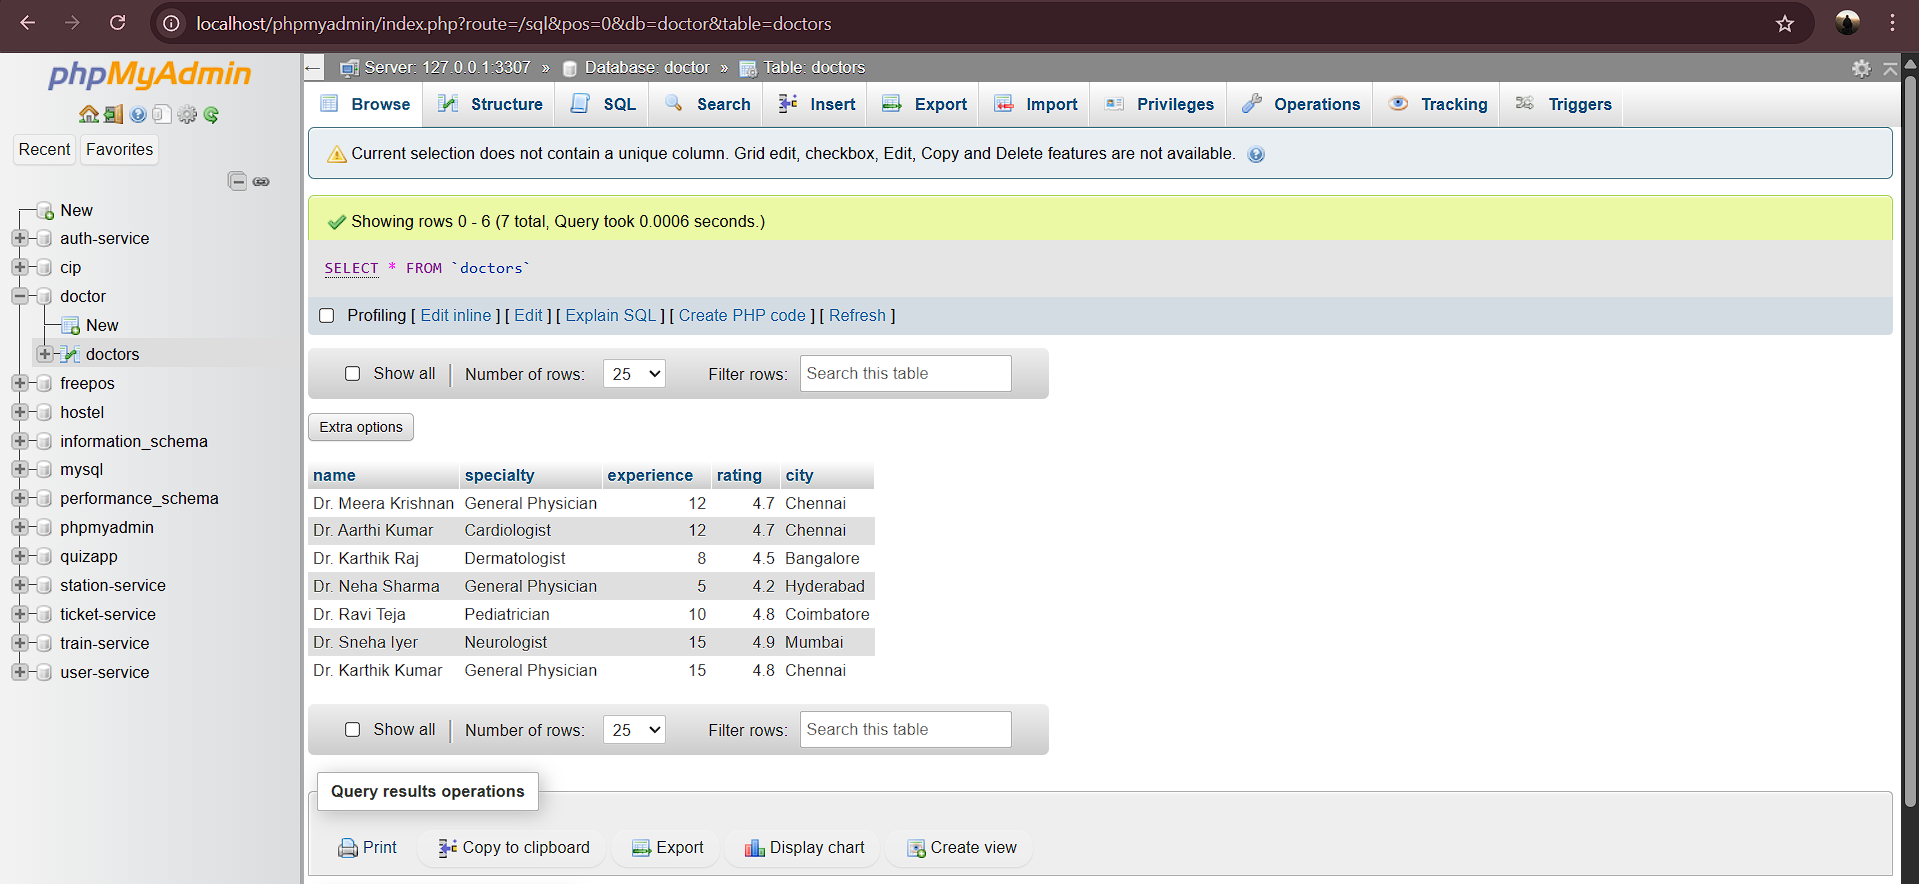 localhost/phpmyadmin/index.php?route=/sql&pos=0&db=doctor&table=doctors
phpMyAdmin
Recent Favorites
New
auth-service
cip
doctor
New
doctors
freepos
hostel
information_schema
mysql
performance_schema
phpmyadmin
quizapp
station-service
ticket-service
train-service
user-service
Server: 127.0.0.1:3307 » Database: doctor » Table: doctors
Browse Structure SQL Search Insert Export Import Privileges Operations Tracking Triggers
Current selection does not contain a unique column. Grid edit, checkbox, Edit, Copy and Delete features are not available.
Showing rows 0 - 6 (7 total, Query took 0.0006 seconds.)
SELECT * FROM `doctors`
Profiling [ Edit inline ] [ Edit ] [ Explain SQL ] [ Create PHP code ] [ Refresh ]
Show all Number of rows: 25 Filter rows: Search this table
Extra options
name specialty experience rating city
Dr. Meera Krishnan General Physician 12 4.7 Chennai
Dr. Aarthi Kumar Cardiologist 12 4.7 Chennai
Dr. Karthik Raj Dermatologist 8 4.5 Bangalore
Dr. Neha Sharma General Physician 5 4.2 Hyderabad
Dr. Ravi Teja Pediatrician 10 4.8 Coimbatore
Dr. Sneha Iyer Neurologist 15 4.9 Mumbai
Dr. Karthik Kumar General Physician 15 4.8 Chennai
Show all Number of rows: 25 Filter rows: Search this table
Query results operations
Print Copy to clipboard Export Display chart Create view